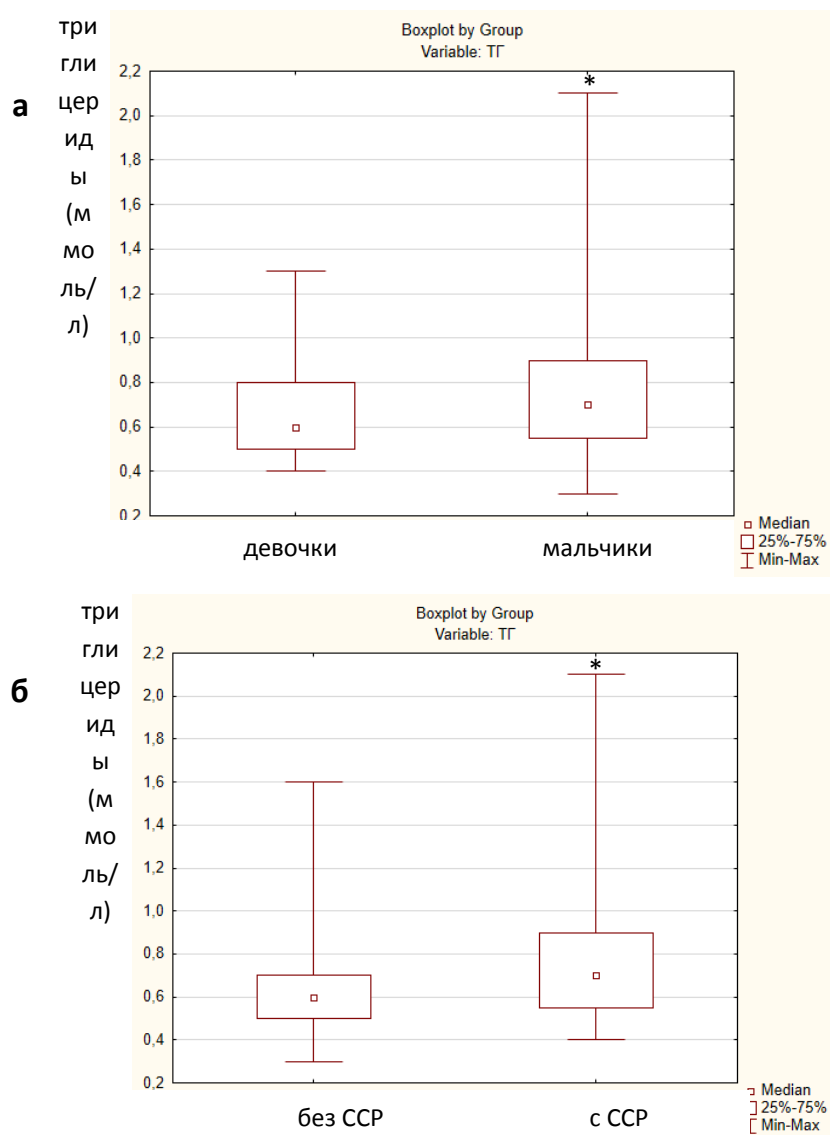 три
гли
цер
ид
ы
(м
мо
ль/
л)
а
Boxplot by Group
Variable: ТГ
2,2
2,0
1,8
1,6
1,4
1,2
1,0
0,8
0,6
0,4
0,2
*
девочки
мальчики
Median
25%-75%
Min-Max
три
гли
цер
ид
ы
(м
мо
ль/
л)
б
Boxplot by Group
Variable: ТГ
2,2
2,0
1,8
1,6
1,4
1,2
1,0
0,8
0,6
0,4
0,2
*
без ССР
с ССР
Median
25%-75%
Min-Max